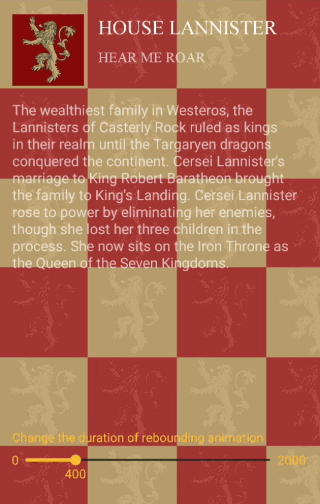 HOUSE LANNISTER
HEAR ME ROAR
The wealthiest family in Westeros, the
Lannisters of Casterly Rock ruled as kings
in their realm until the Targaryen dragons
conquered the continent. Cersei Lannister's
marriage to King Robert Baratheon brought
the family to King's Landing. Cersei Lannister
rose to power by eliminating her enemies,
though she lost her three children in the
process. She now sits on the Iron Throne as
the Queen of the Seven Kingdoms.
Change the duration of rebounding animation
0 2000
400